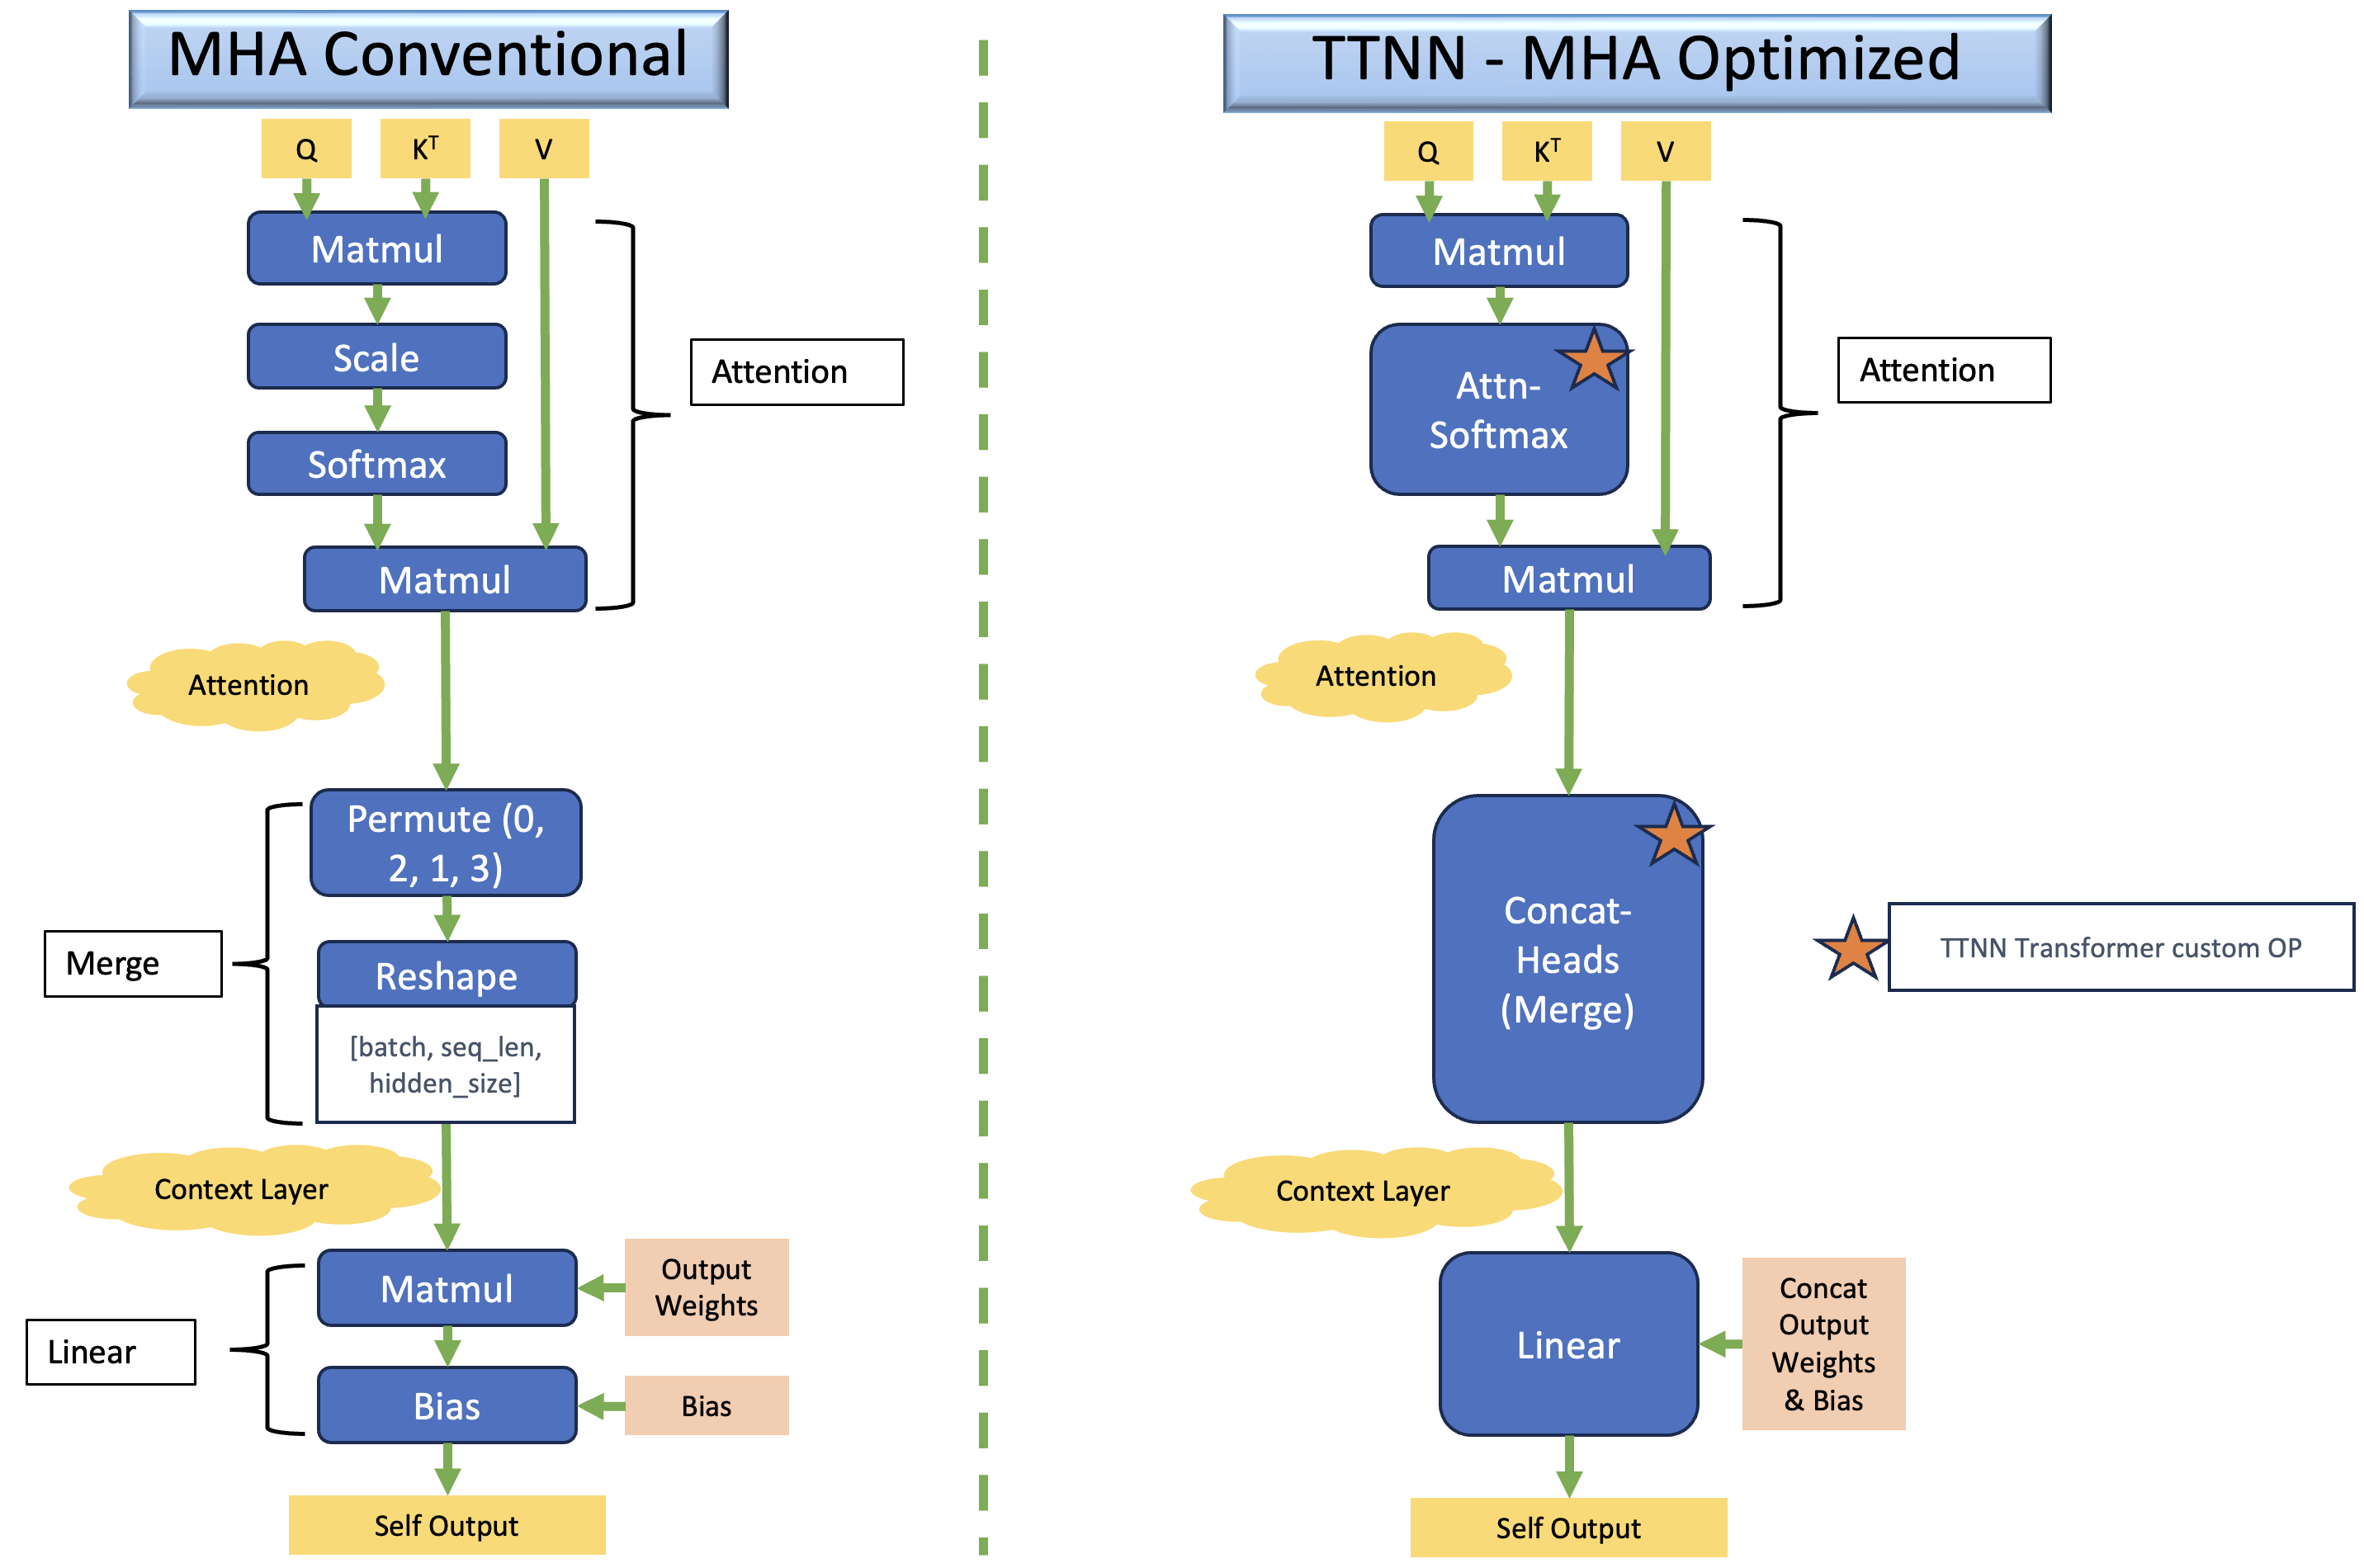 MHA Conventional
Q
Kᵀ
V
Matmul
Scale
Softmax
Matmul
Attention
Attention
Permute (0,
2, 1, 3)
Reshape
[batch, seq_len,
hidden_size]
Merge
Context Layer
Matmul
Output
Weights
Linear
Bias
Bias
Self Output
TTNN - MHA Optimized
Q
Kᵀ
V
Matmul
Attn-
Softmax
Matmul
Attention
Attention
Concat-
Heads
(Merge)
TTNN Transformer custom OP
Context Layer
Linear
Concat
Output
Weights
& Bias
Self Output